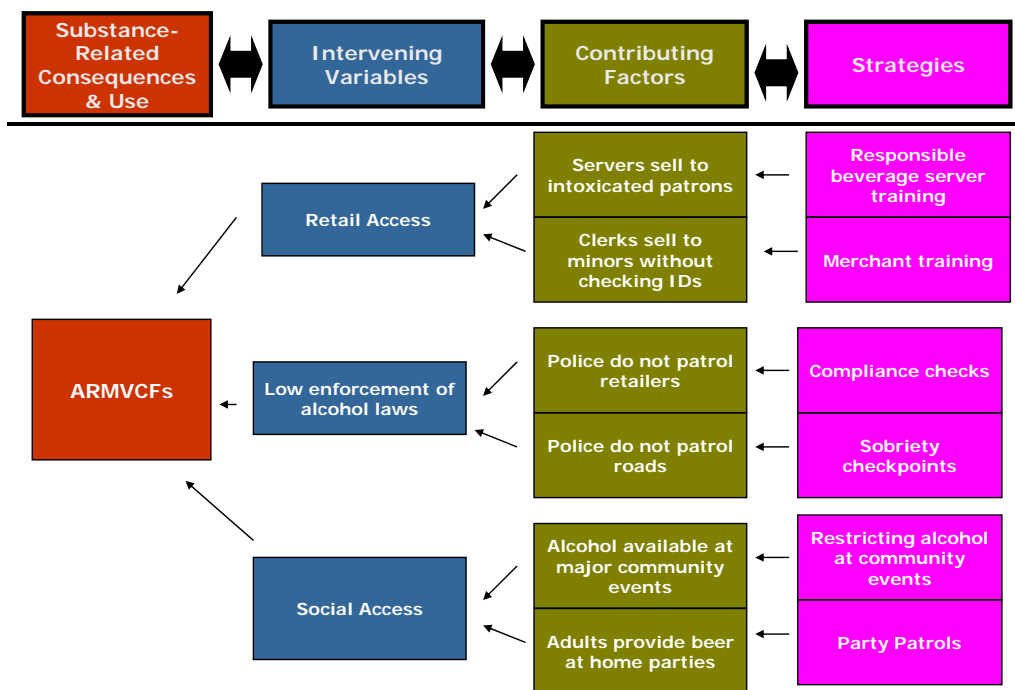 Substance-
Related
Consequences
& Use
Intervening
Variables
Contributing
Factors
Strategies
Servers sell to
intoxicated patrons
Responsible
beverage server
training
Retail Access
Clerks sell to
minors without
checking IDs
Merchant training
ARMVCFs
Low enforcement of
alcohol laws
Police do not patrol
retailers
Compliance checks
Police do not patrol
roads
Sobriety
checkpoints
Social Access
Alcohol available at
major community
events
Restricting alcohol
at community
events
Adults provide beer
at home parties
Party Patrols